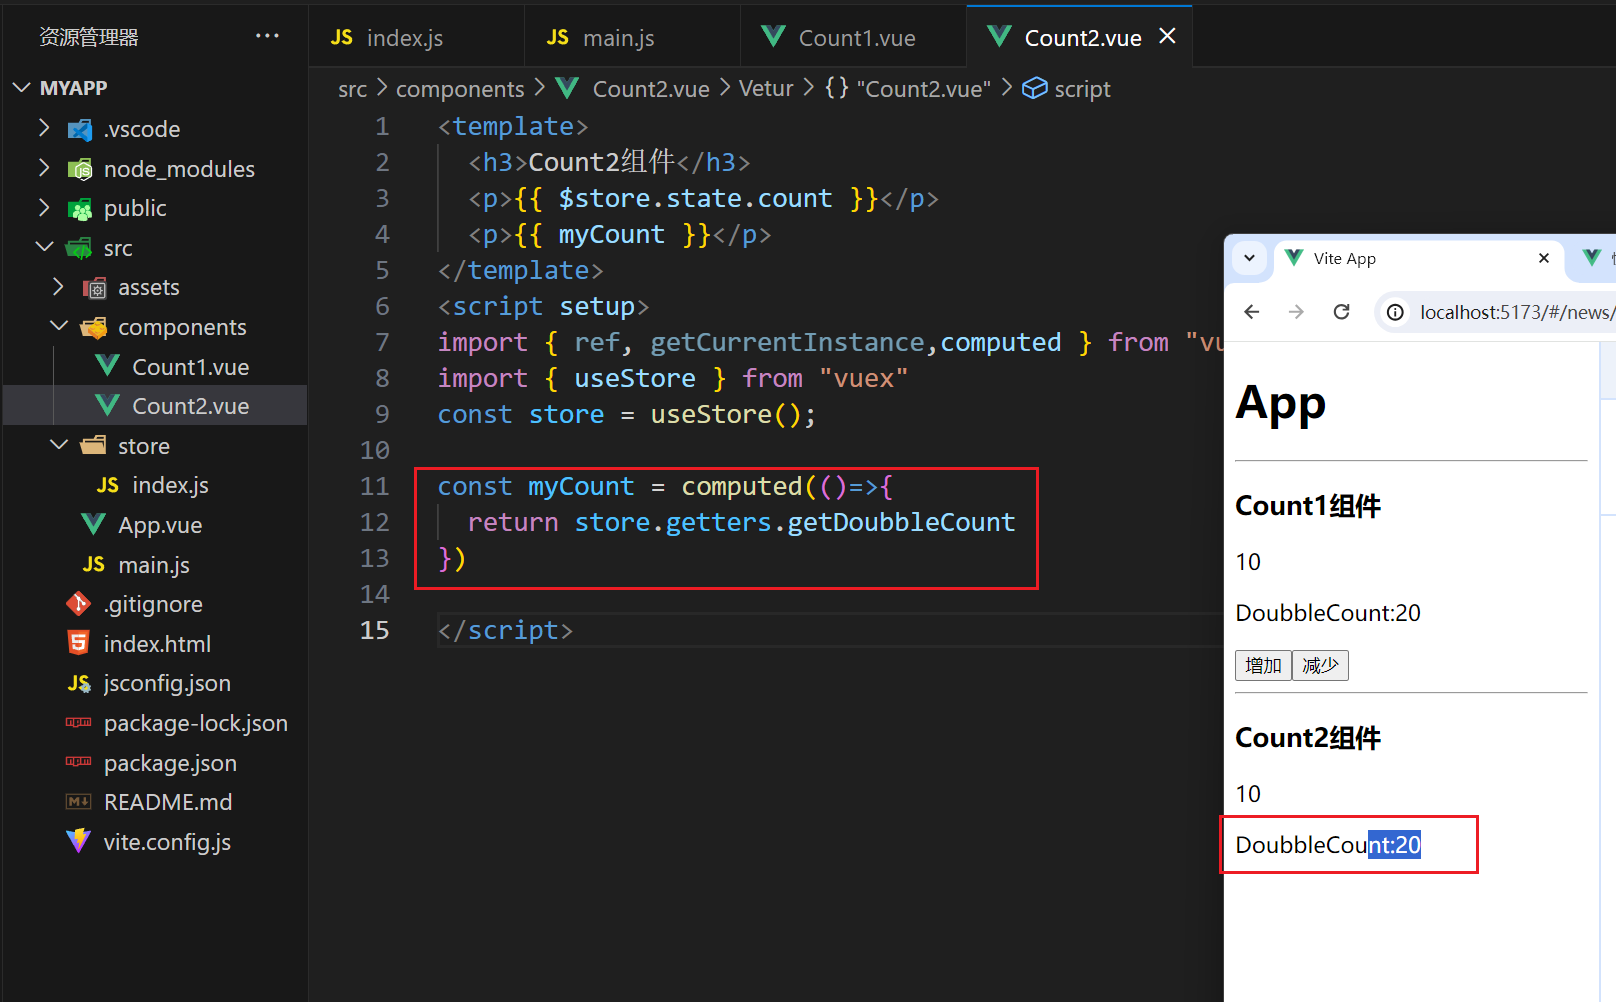 资源管理器 ···
MYAPP
.vscode
node_modules
public
src
assets
components
Count1.vue
Count2.vue
store
JS index.js
App.vue
JS main.js
.gitignore
index.html
JS jsconfig.json
package-lock.json
package.json
README.md
vite.config.js
JS index.js
JS main.js
Count1.vue
Count2.vue
src > components > Count2.vue > Vetur > {} "Count2.vue" > script
1 <template>
2 <h3>Count2组件</h3>
3 <p>{{ $store.state.count }}</p>
4 <p>{{ myCount }}</p>
5 </template>
6 <script setup>
7 import { ref, getCurrentInstance,computed } from "vu
8 import { useStore } from "vuex"
9 const store = useStore();
10
11 const myCount = computed(()=>{
12 return store.getters.getDoubbleCount
13 })
14
15 </script>
Vite App
localhost:5173/#/news/
App
Count1组件
10
DoubbleCount:20
增加 减少
Count2组件
10
DoubbleCount:20